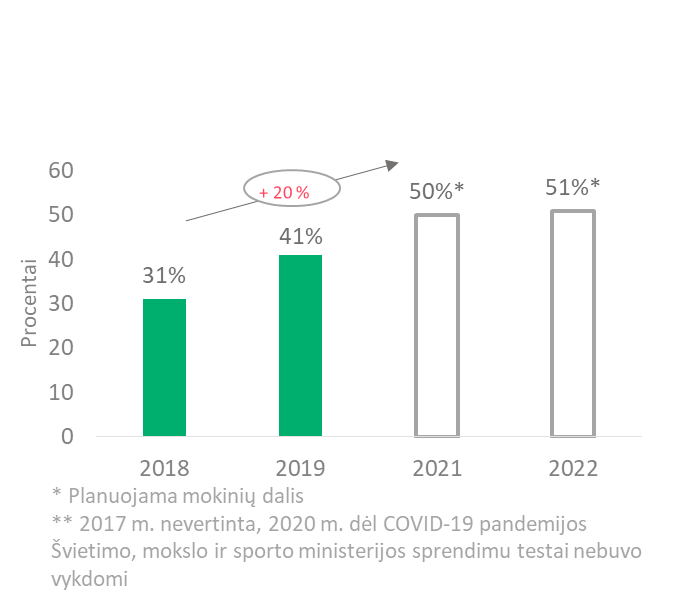 60
50
40
30
20
10
0
Procentai
+ 20 %
31%
41%
50%*
51%*
2018
2019
2021
2022
* Planuojama mokinių dalis
** 2017 m. nevertinta, 2020 m. dėl COVID-19 pandemijos
Švietimo, mokslo ir sporto ministerijos sprendimu testai nebuvo
vykdomi